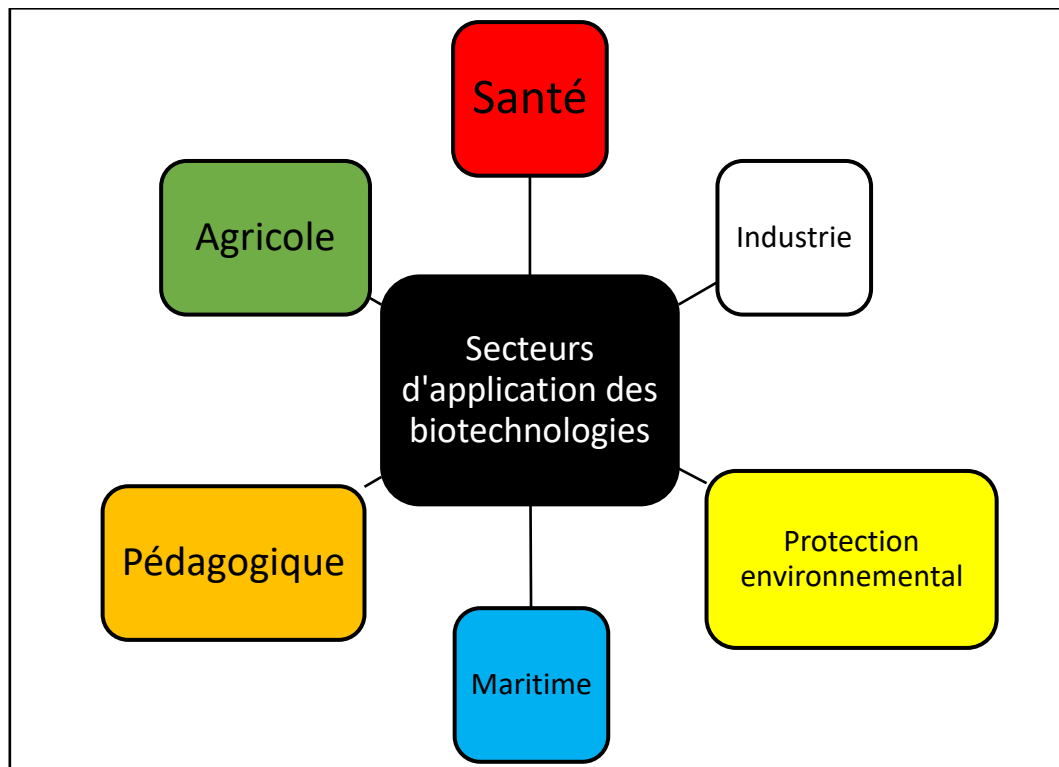 Santé
Agricole
Industrie
Secteurs
d'application des
biotechnologies
Pédagogique
Protection
environnemental
Maritime